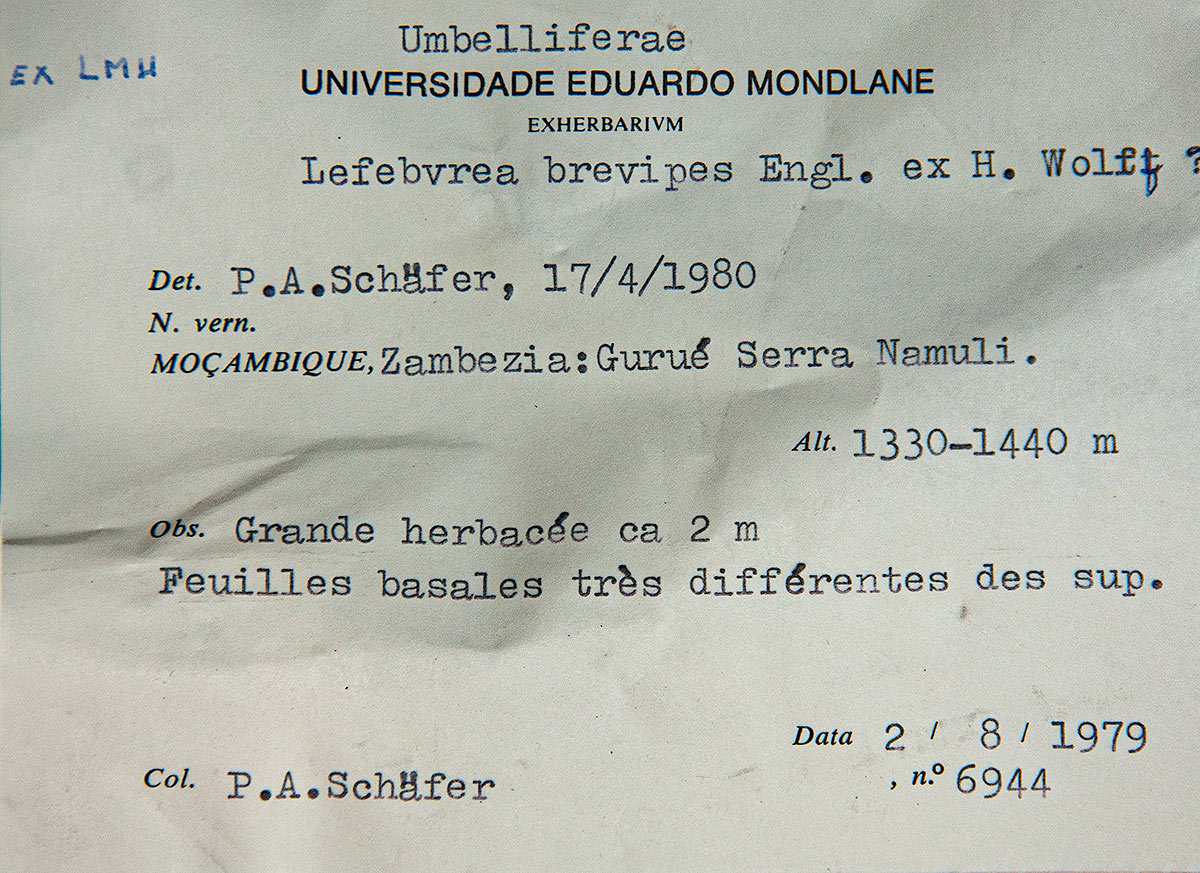 Umbelliferae
EX LMU
UNIVERSIDADE EDUARDO MONDLANE
EXHERBARIVM
Lefebvrea brevipes Engl. ex H. Wolff ?
Det. P.A.Schäfer, 17/4/1980
N. vern.
MOÇAMBIQUE, Zambezia:Gurué Serra Namuli.
Alt. 1330-1440 m
Obs. Grande herbacée ca 2 m
Feuilles basales très différentes des sup.
Data 2 / 8 / 1979
Col. P.A.Schäfer , n.º 6944